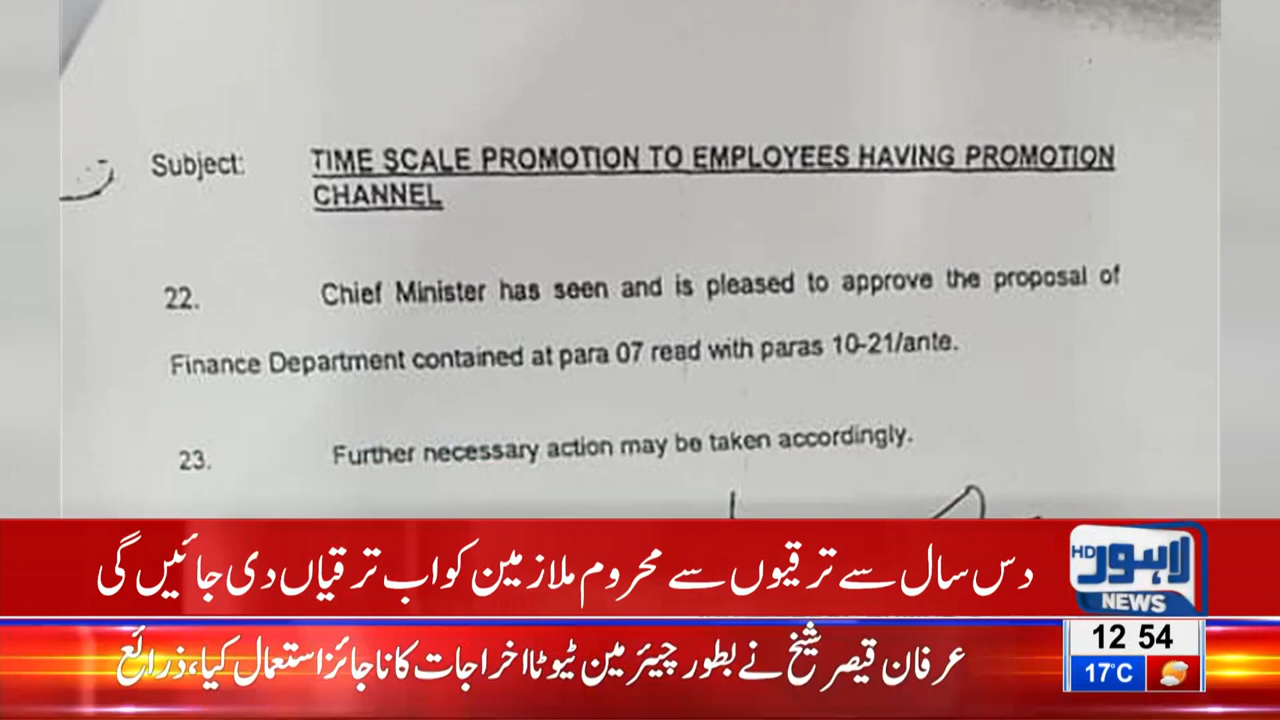 Subject: TIME SCALE PROMOTION TO EMPLOYEES HAVING PROMOTION
CHANNEL
22. Chief Minister has seen and is pleased to approve the proposal of
Finance Department contained at para 07 read with paras 10-21/ante.
23. Further necessary action may be taken accordingly.
دس سال سے ترقیوں سے محروم ملازمین کو اب ترقیاں دی جائیں گی
HD لاہور
NEWS
عرفان قیصر شیخ نے بطور چیئرمین ٹیوٹا اخراجات کا ناجائز استعمال کیا، ذرائع
12 54
17°C